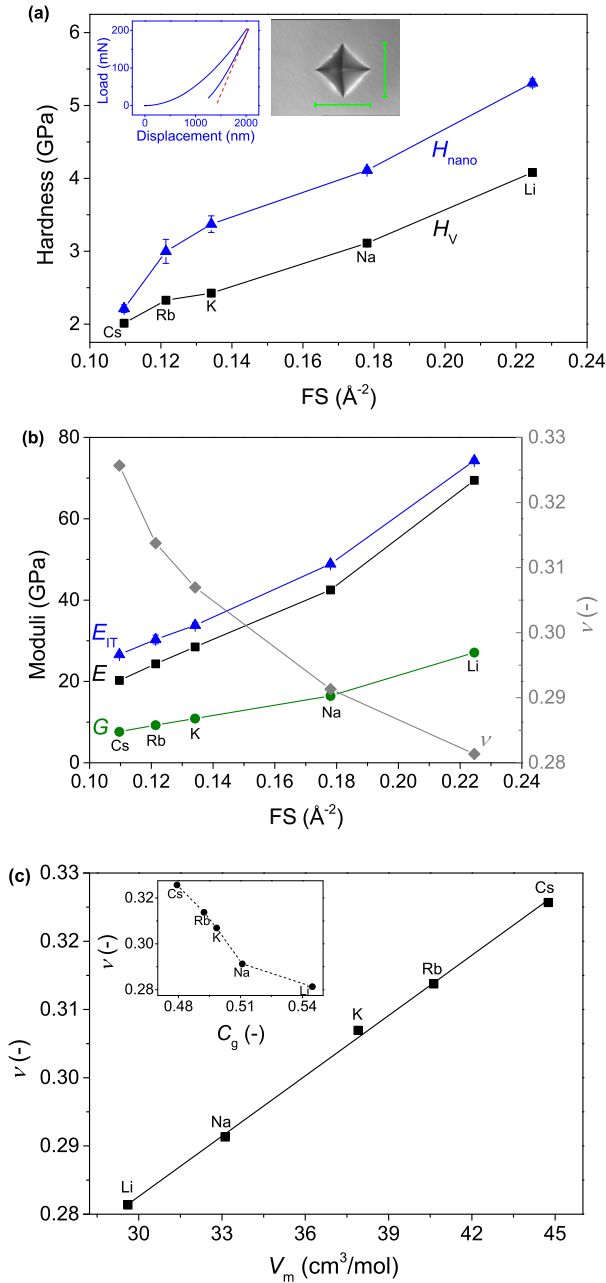 (a)
6
5
4
3
2
Hardness (GPa)
200
150
100
50
0
Load (mN)
0 1000 2000
Displacement (nm)
H_nano
H_V
Cs
Rb
K
Na
Li
0.10 0.12 0.14 0.16 0.18 0.20 0.22 0.24
FS (Å⁻²)
(b)
80
60
40
20
0
Moduli (GPa)
0.33
0.32
0.31
0.30
0.29
0.28
ν (-)
E_IT
E
G
ν
Cs
Rb
K
Na
Li
0.10 0.12 0.14 0.16 0.18 0.20 0.22 0.24
FS (Å⁻²)
(c)
0.33
0.32
0.31
0.30
0.29
0.28
ν (-)
0.32
0.30
0.28
ν (-)
Cs
Rb
K
Na
Li
0.48 0.51 0.54
C_g (-)
Cs
Rb
K
Na
Li
30 33 36 39 42 45
V_m (cm³/mol)